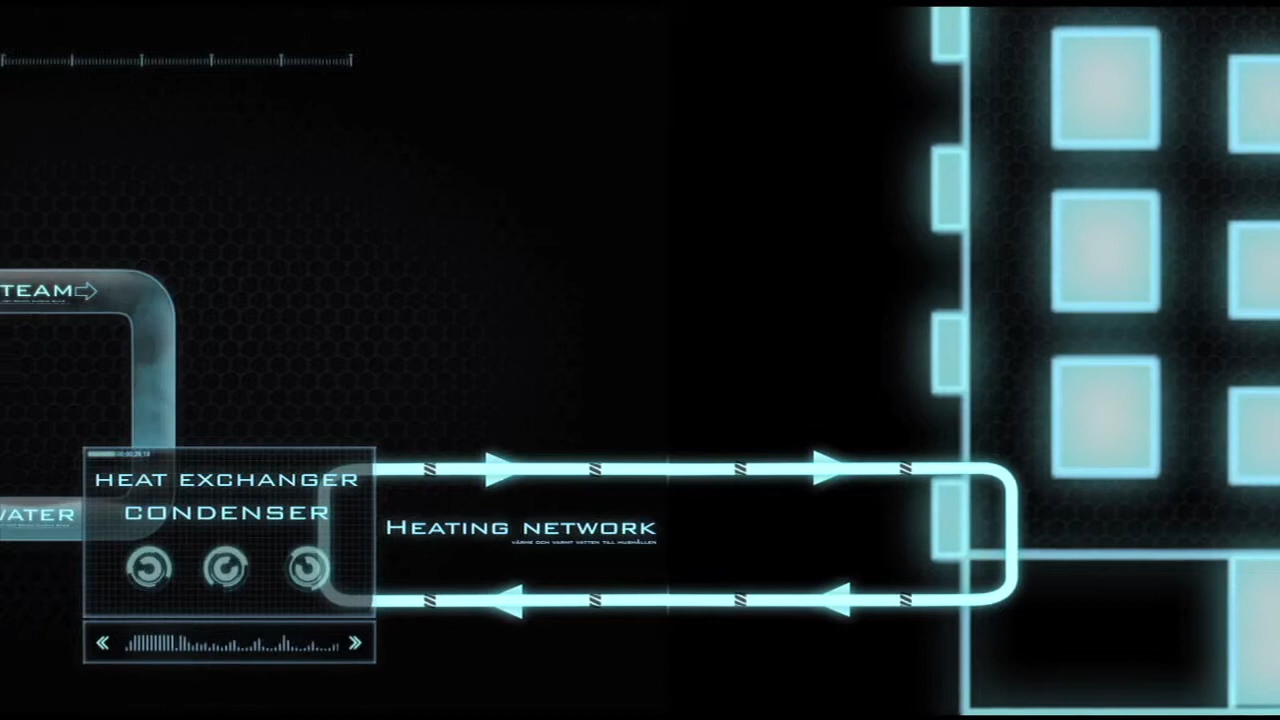 TEAM
HEAT EXCHANGER
CONDENSER
WATER
HEATING NETWORK
VÄRME OCH VARMT VATTEN TILL HUSHÅLLEN